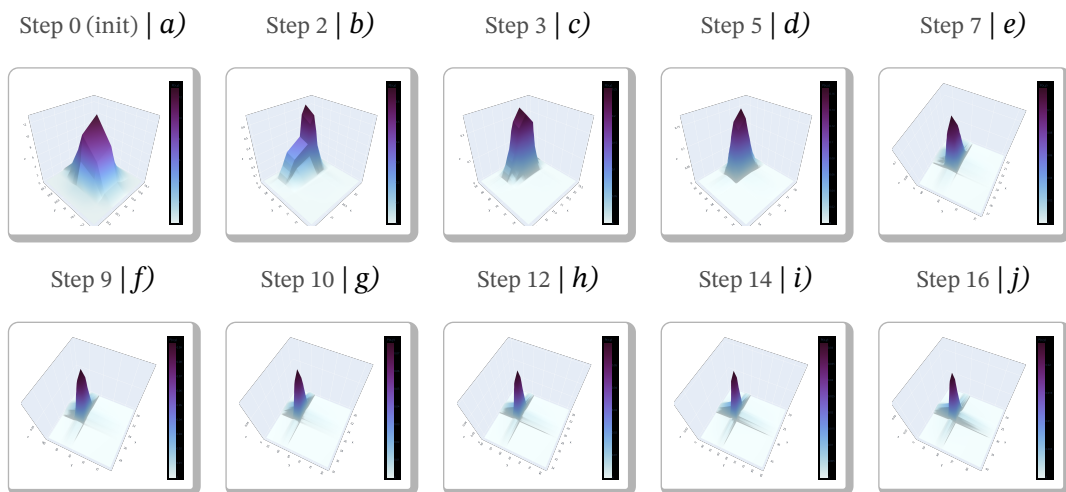 Step 0 (init) | a) Step 2 | b) Step 3 | c) Step 5 | d) Step 7 | e)
Step 9 | f) Step 10 | g) Step 12 | h) Step 14 | i) Step 16 | j)